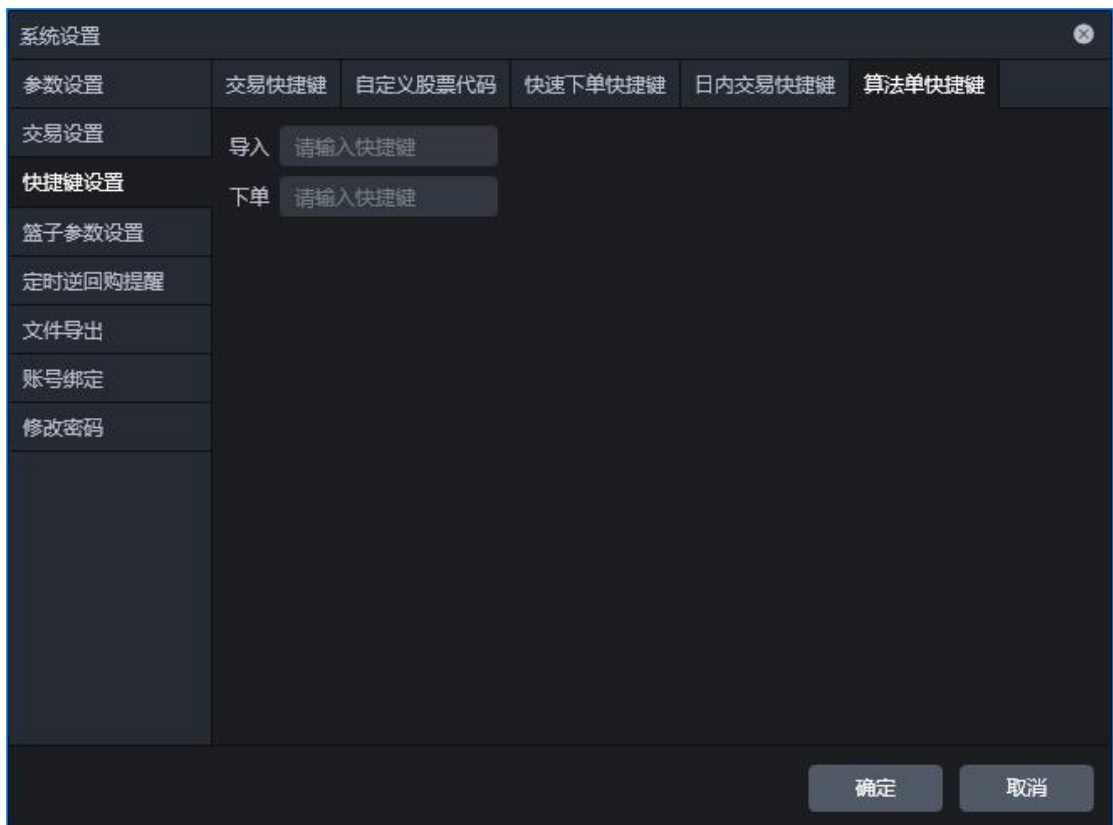 系统设置
参数设置
交易设置
快捷键设置
篮子参数设置
定时逆回购提醒
文件导出
账号绑定
修改密码
交易快捷键 自定义股票代码 快速下单快捷键 日内交易快捷键 算法单快捷键
导入 请输入快捷键
下单 请输入快捷键
确定 取消